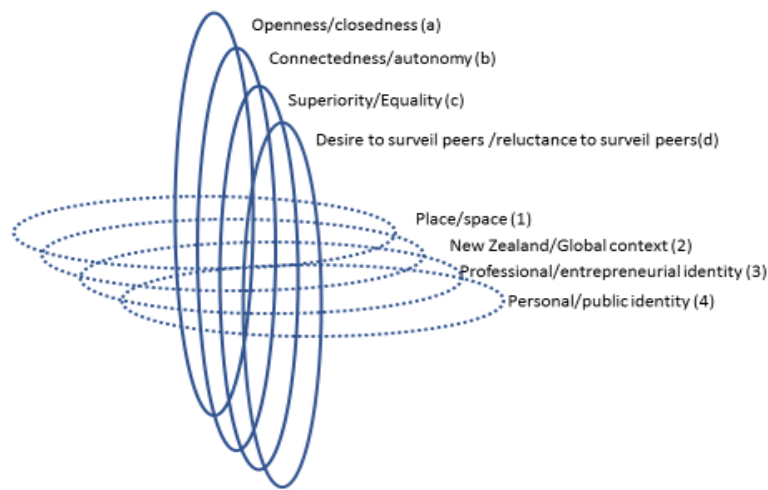 Openness/closedness (a)
Connectedness/autonomy (b)
Superiority/Equality (c)
Desire to surveil peers /reluctance to surveil peers(d)
Place/space (1)
New Zealand/Global context (2)
Professional/entrepreneurial identity (3)
Personal/public identity (4)